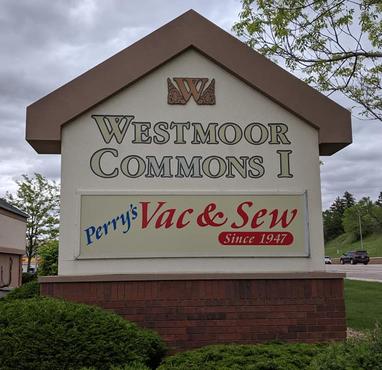 W
WESTMOOR
COMMONS I
Perry's Vac & Sew
Since 1947